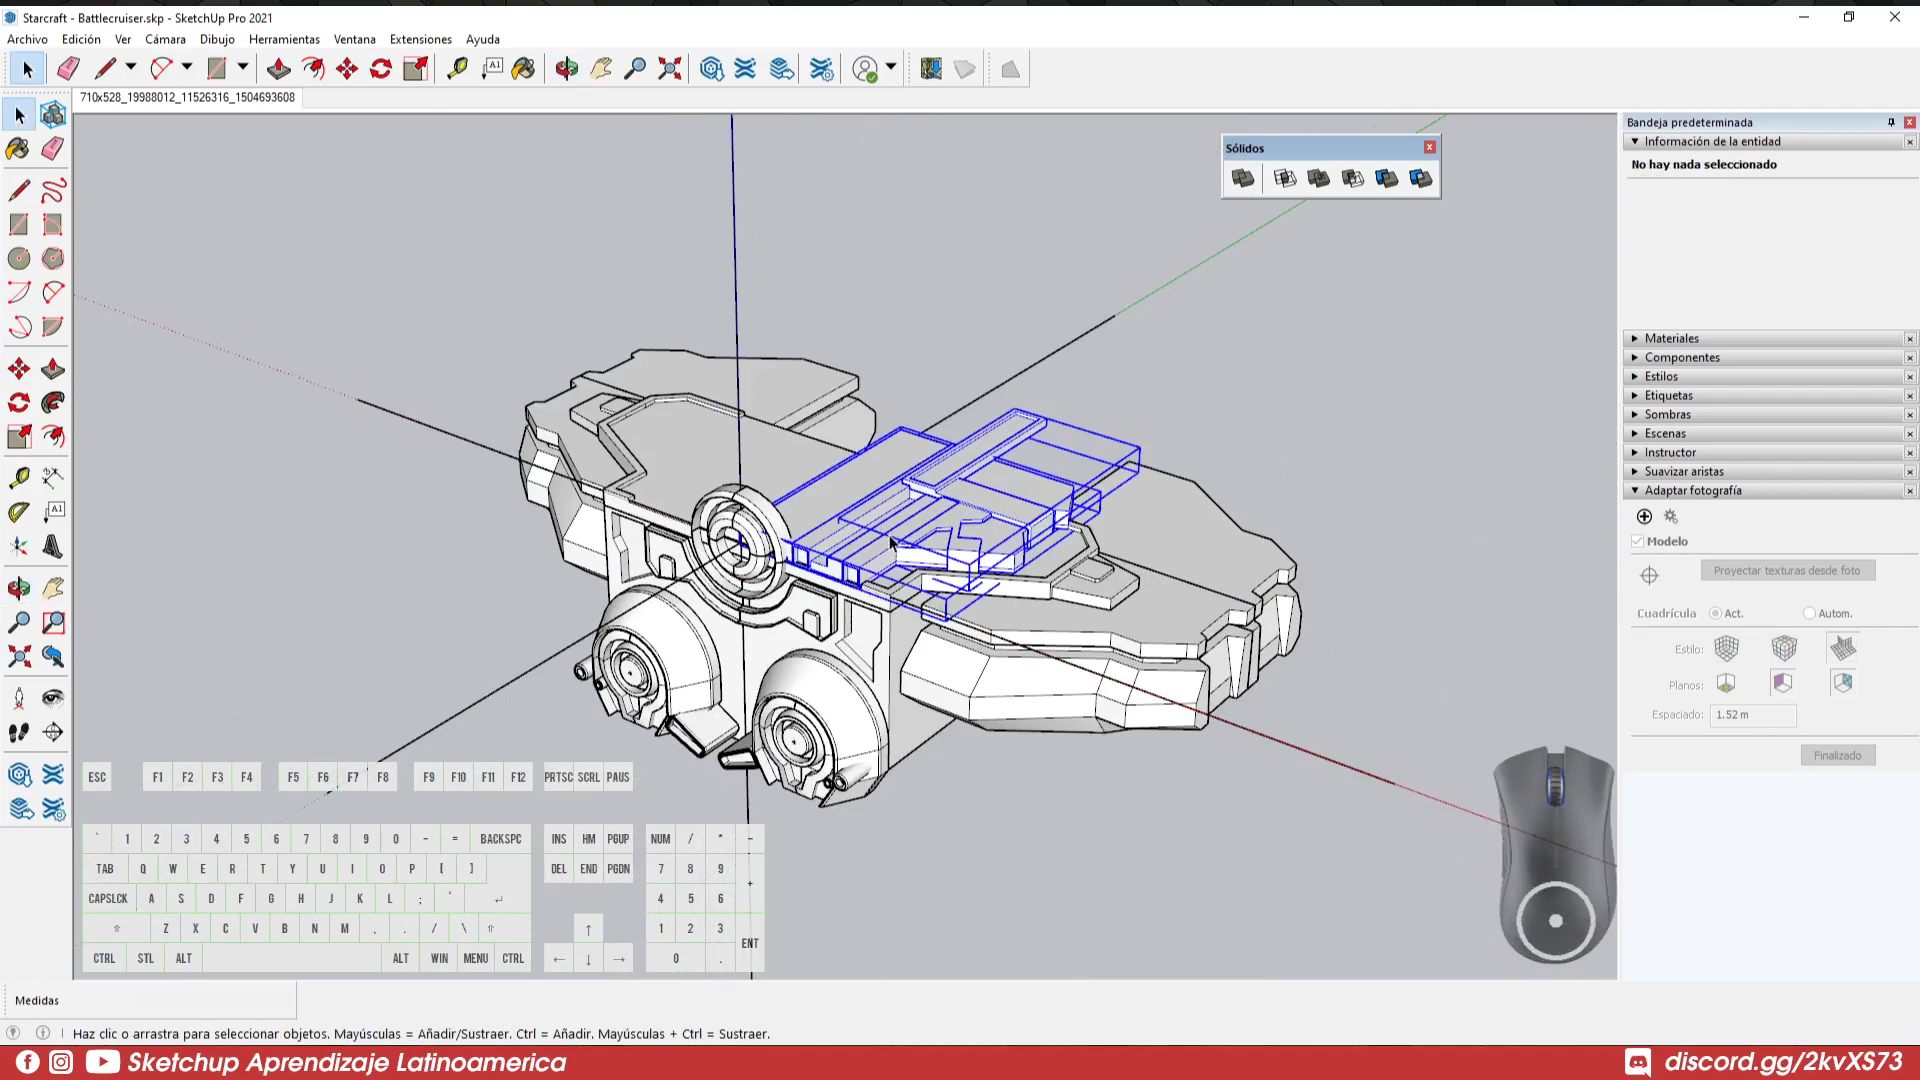 Starcraft - Battlecruiser.skp - SketchUp Pro 2021
Archivo Edición Ver Cámara Dibujo Herramientas Ventana Extensiones Ayuda
A1
710x528_19988012_11526316_1504693608
Bandeja predeterminada
Información de la entidad
No hay nada seleccionado
Sólidos
A1
Materiales
Componentes
Estilos
Etiquetas
Sombras
Escenas
Instructor
Suavizar aristas
Adaptar fotografía
Modelo
Proyectar texturas desde foto
Cuadrícula Act. Autom.
Estilo:
Planos:
Espaciado: 1.52 m
Finalizado
ESC F1 F2 F3 F4 F5 F6 F7 F8 F9 F10 F11 F12 PRTSC SCRL PAUS
` 1 2 3 4 5 6 7 8 9 0 - = BACKSPC INS HM PGUP NUM / * -
TAB Q W E R T Y U I O P [ ] DEL END PGDN 7 8 9 +
CAPSLCK A S D F G H J K L ; ' ↵ 4 5 6
⇧ Z X C V B N M , . / \ ⇧ ↑ 1 2 3 ENT
CTRL STL ALT ALT WIN MENU CTRL ← ↓ → 0 .
Medidas
Haz clic o arrastra para seleccionar objetos. Mayúsculas = Añadir/Sustraer. Ctrl = Añadir. Mayúsculas + Ctrl = Sustraer.
Sketchup Aprendizaje Latinoamerica
discord.gg/2kvXS73